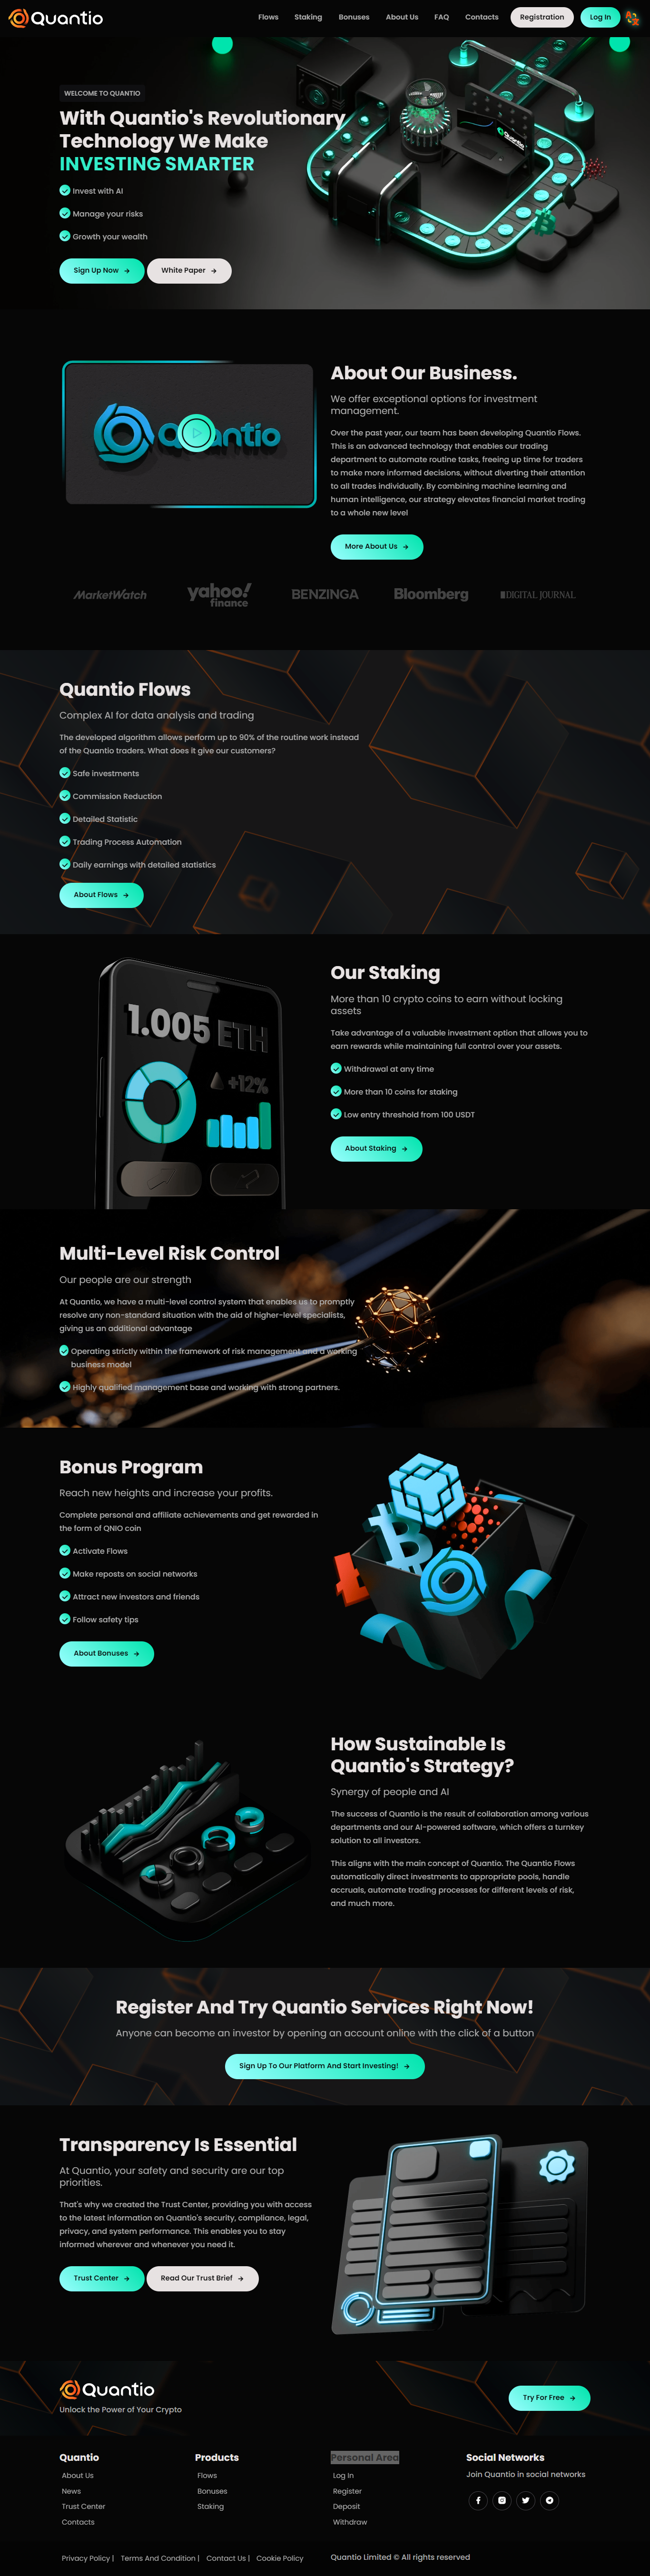 Quantio
Flows
Staking
Bonuses
About Us
FAQ
Contacts
Registration
Log In
WELCOME TO QUANTIO
With Quantio's Revolutionary
Technology We Make
INVESTING SMARTER
Invest with AI
Manage your risks
Growth your wealth
Sign Up Now
White Paper
Quantio
Quantio
About Our Business.
We offer exceptional options for investment
management.
Over the past year, our team has been developing Quantio Flows.
This is an advanced technology that enables our trading
department to automate routine tasks, freeing up time for traders
to make more informed decisions, without diverting their attention
to all trades individually. By combining machine learning and
human intelligence, our strategy elevates financial market trading
to a whole new level
More About Us
MarketWatch
yahoo!
finance
BENZINGA
Bloomberg
DIGITAL JOURNAL
Quantio Flows
Complex AI for data analysis and trading
The developed algorithm allows perform up to 90% of the routine work instead
of the Quantio traders. What does it give our customers?
Safe investments
Commission Reduction
Detailed Statistic
Trading Process Automation
Daily earnings with detailed statistics
About Flows
1.005 ETH
+12%
Our Staking
More than 10 crypto coins to earn without locking
assets
Take advantage of a valuable investment option that allows you to
earn rewards while maintaining full control over your assets.
Withdrawal at any time
More than 10 coins for staking
Low entry threshold from 100 USDT
About Staking
Multi-Level Risk Control
Our people are our strength
At Quantio, we have a multi-level control system that enables us to promptly
resolve any non-standard situation with the aid of higher-level specialists,
giving us an additional advantage
Operating strictly within the framework of risk management and a working
business model
Highly qualified management base and working with strong partners.
Bonus Program
Reach new heights and increase your profits.
Complete personal and affiliate achievements and get rewarded in
the form of QNIO coin
Activate Flows
Make reposts on social networks
Attract new investors and friends
Follow safety tips
About Bonuses
How Sustainable Is
Quantio's Strategy?
Synergy of people and AI
The success of Quantio is the result of collaboration among various
departments and our AI-powered software, which offers a turnkey
solution to all investors.
This aligns with the main concept of Quantio. The Quantio Flows
automatically direct investments to appropriate pools, handle
accruals, automate trading processes for different levels of risk,
and much more.
Register And Try Quantio Services Right Now!
Anyone can become an investor by opening an account online with the click of a button
Sign Up To Our Platform And Start Investing!
Transparency Is Essential
At Quantio, your safety and security are our top
priorities.
That's why we created the Trust Center, providing you with access
to the latest information on Quantio's security, compliance, legal,
privacy, and system performance. This enables you to stay
informed wherever and whenever you need it.
Trust Center
Read Our Trust Brief
Quantio
Unlock the Power of Your Crypto
Try For Free
Quantio
About Us
News
Trust Center
Contacts
Products
Flows
Bonuses
Staking
Personal Area
Log In
Register
Deposit
Withdraw
Social Networks
Join Quantio in social networks
Privacy Policy |
Terms And Condition |
Contact Us |
Cookie Policy
Quantio Limited © All rights reserved